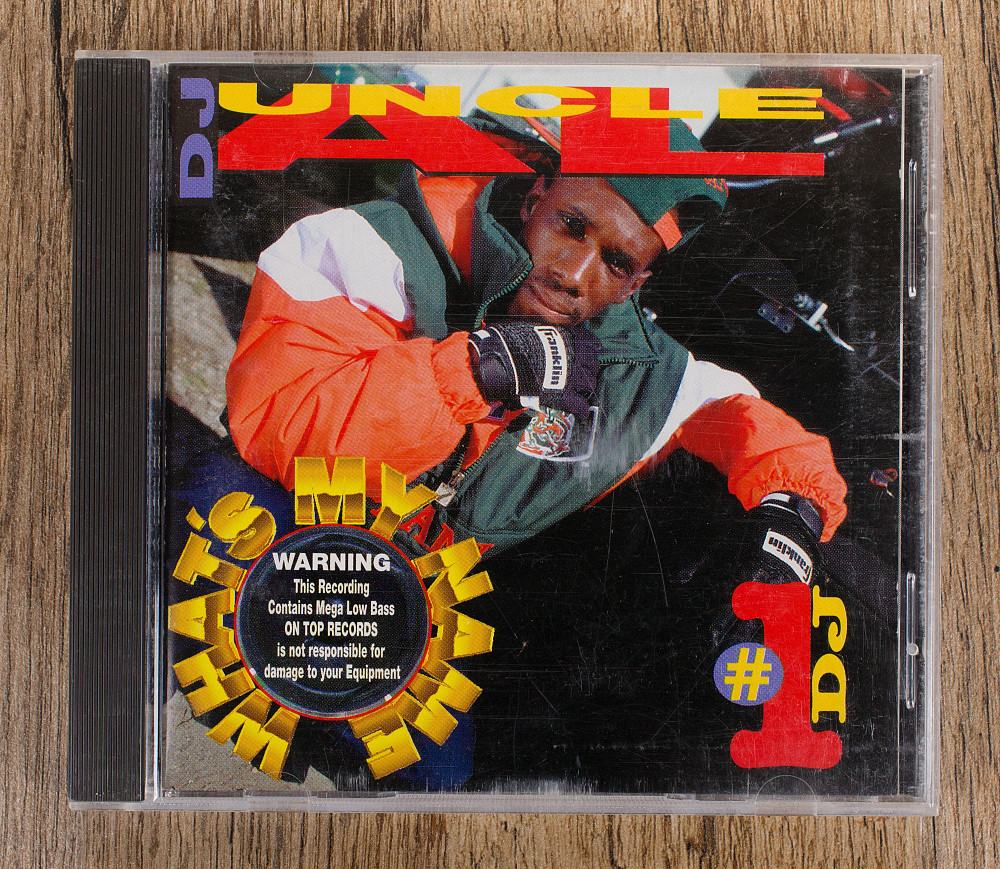 DJ
UNCLE
AL
franklin
franklin
WHAT'S MY NAME
WARNING
This Recording
Contains Mega Low Bass
ON TOP RECORDS
is not responsible for
damage to your Equipment
#1
DJ